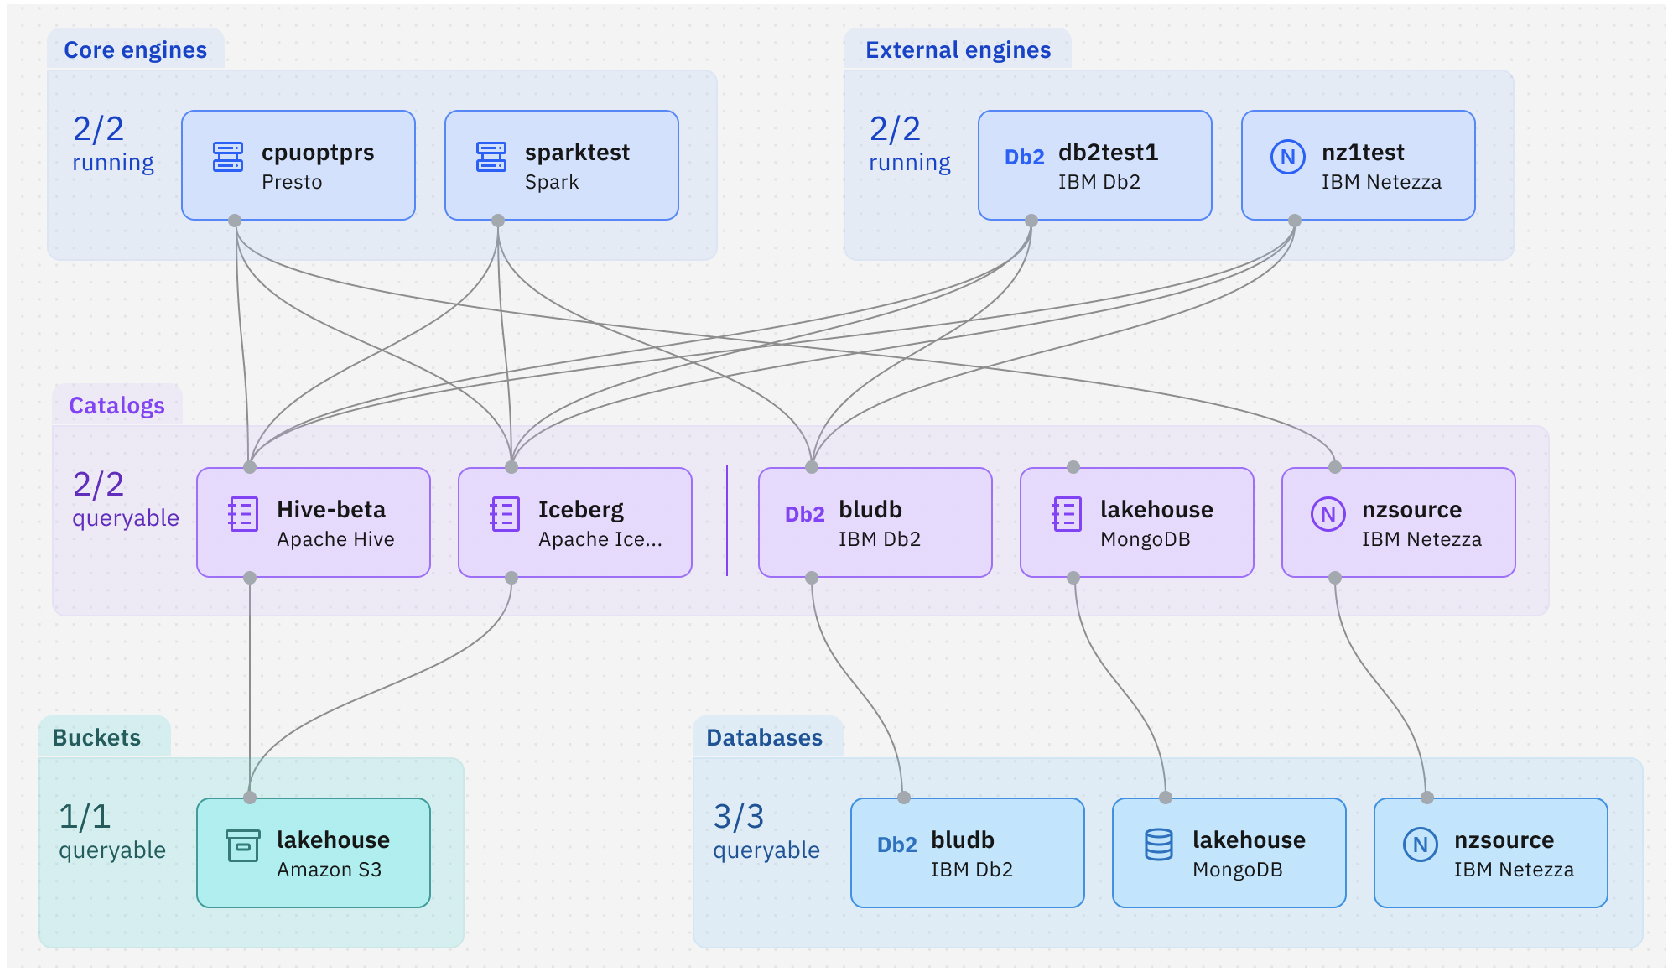 Core engines
2/2
running
cpuoptprs
Presto
sparktest
Spark
External engines
2/2
running
Db2
db2test1
IBM Db2
N
nz1test
IBM Netezza
Catalogs
2/2
queryable
Hive-beta
Apache Hive
Iceberg
Apache Ice...
Db2
bludb
IBM Db2
lakehouse
MongoDB
N
nzsource
IBM Netezza
Buckets
1/1
queryable
lakehouse
Amazon S3
Databases
3/3
queryable
Db2
bludb
IBM Db2
lakehouse
MongoDB
N
nzsource
IBM Netezza